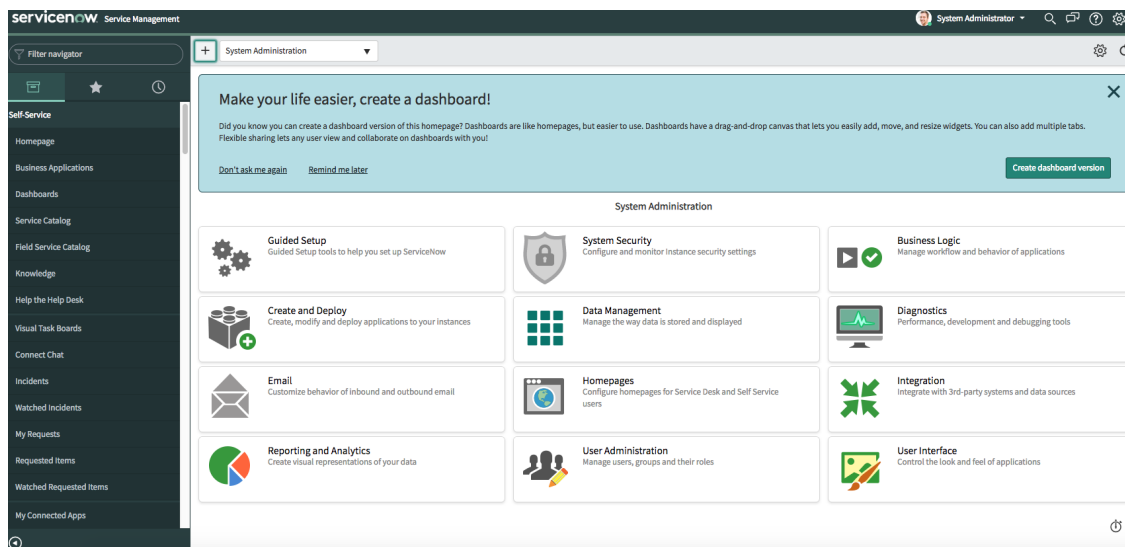 servicenow Service Management
System Administrator
Filter navigator
System Administration
Self-Service
Homepage
Business Applications
Dashboards
Service Catalog
Field Service Catalog
Knowledge
Help the Help Desk
Visual Task Boards
Connect Chat
Incidents
Watched Incidents
My Requests
Requested Items
Watched Requested Items
My Connected Apps
Make your life easier, create a dashboard!
Did you know you can create a dashboard version of this homepage? Dashboards are like homepages, but easier to use. Dashboards have a drag-and-drop canvas that lets you easily add, move, and resize widgets. You can also add multiple tabs.
Flexible sharing lets any user view and collaborate on dashboards with you!
Don't ask me again Remind me later
Create dashboard version
System Administration
Guided Setup
Guided Setup tools to help you set up ServiceNow
System Security
Configure and monitor instance security settings
Business Logic
Manage workflow and behavior of applications
Create and Deploy
Create, modify and deploy applications to your instances
Data Management
Manage the way data is stored and displayed
Diagnostics
Performance, development and debugging tools
Email
Customize behavior of inbound and outbound email
Homepages
Configure homepages for Service Desk and Self Service
users
Integration
Integrate with 3rd-party systems and data sources
Reporting and Analytics
Create visual representations of your data
User Administration
Manage users, groups and their roles
User Interface
Control the look and feel of applications